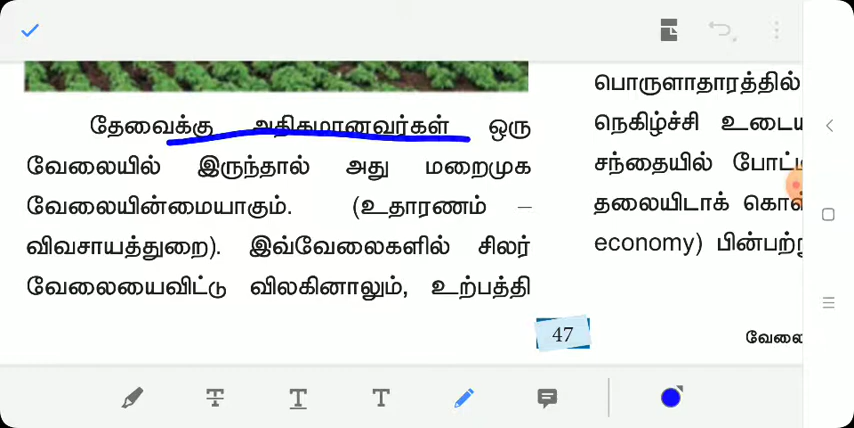 தேவைக்கு அதிகமானவர்கள் ஒரு
வேலையில் இருந்தால் அது மறைமுக
வேலையின்மையாகும். (உதாரணம் –
விவசாயத்துறை). இவ்வேலைகளில் சிலர்
வேலையைவிட்டு விலகினாலும், உற்பத்தி
பொருளாதாரத்தில்
நெகிழ்ச்சி
சந்தையில்
தலையிடாக்
economy)
47